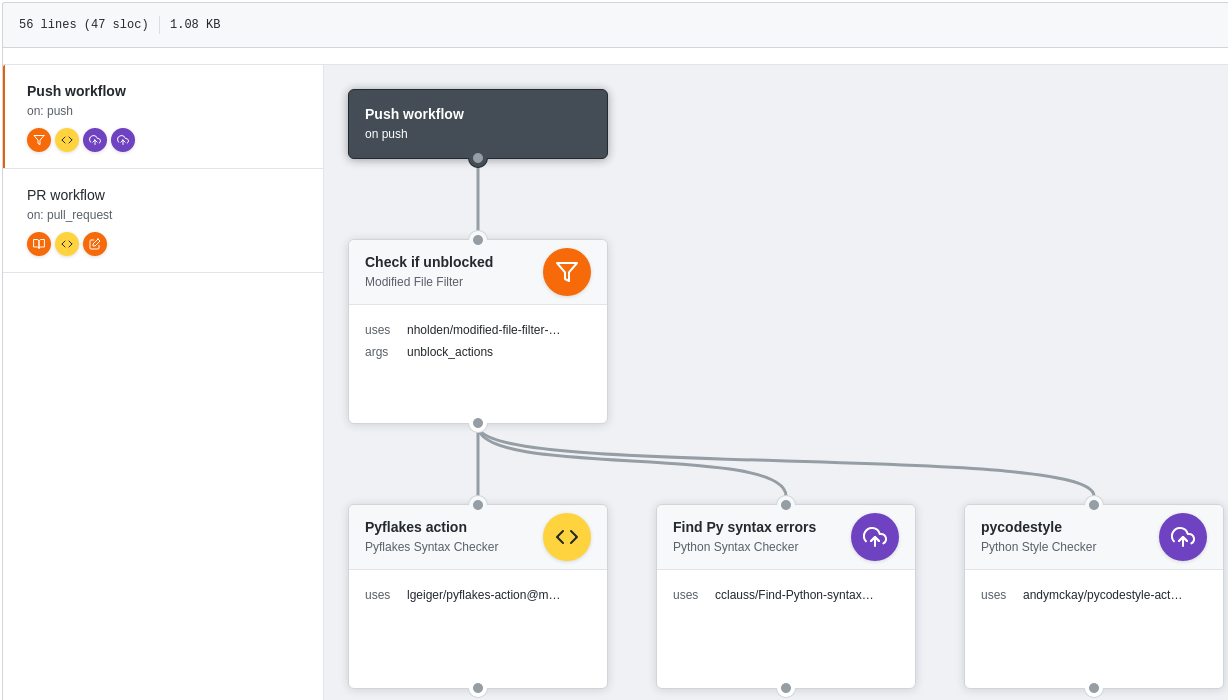 56 lines (47 sloc) 1.08 KB
Push workflow
on: push
PR workflow
on: pull_request
Push workflow
on push
Check if unblocked
Modified File Filter
uses nholden/modified-file-filter-…
args unblock_actions
Pyflakes action
Pyflakes Syntax Checker
uses lgeiger/pyflakes-action@m…
Find Py syntax errors
Python Syntax Checker
uses cclauss/Find-Python-syntax…
pycodestyle
Python Style Checker
uses andymckay/pycodestyle-act…